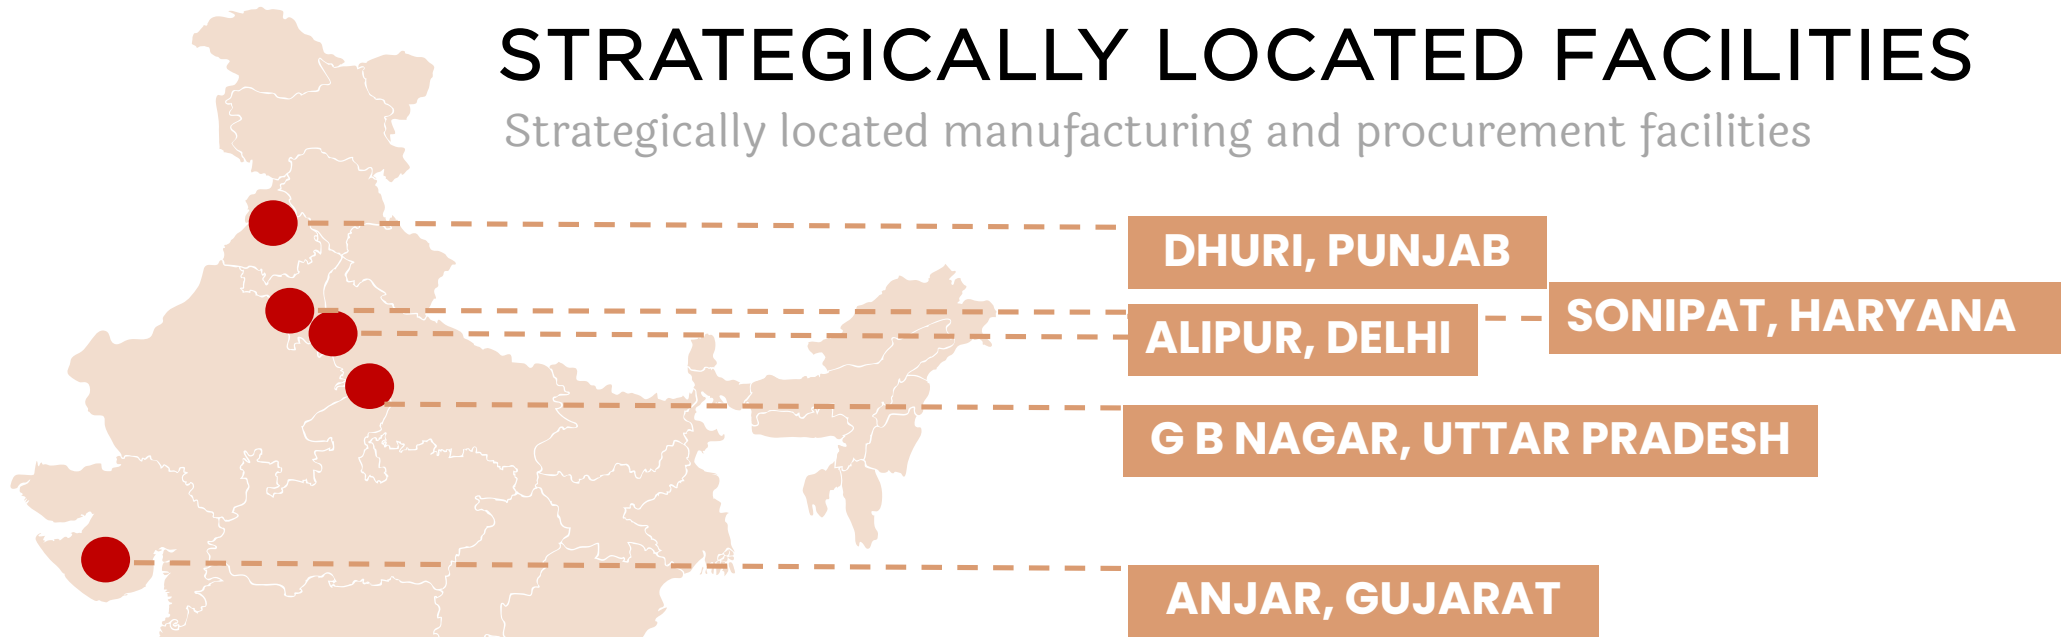 STRATEGICALLY LOCATED FACILITIES
Strategically located manufacturing and procurement facilities
DHURI, PUNJAB
SONIPAT, HARYANA
ALIPUR, DELHI
G B NAGAR, UTTAR PRADESH
ANJAR, GUJARAT